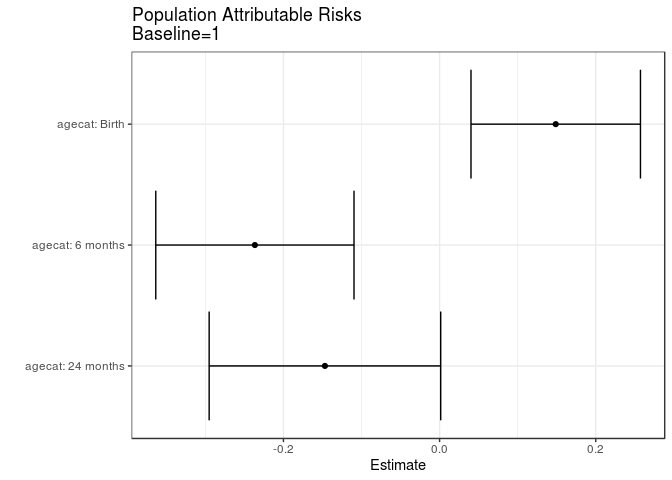 Population Attributable Risks
Baseline=1
agecat: Birth
agecat: 6 months
agecat: 24 months
-0.2
0.0
0.2
Estimate